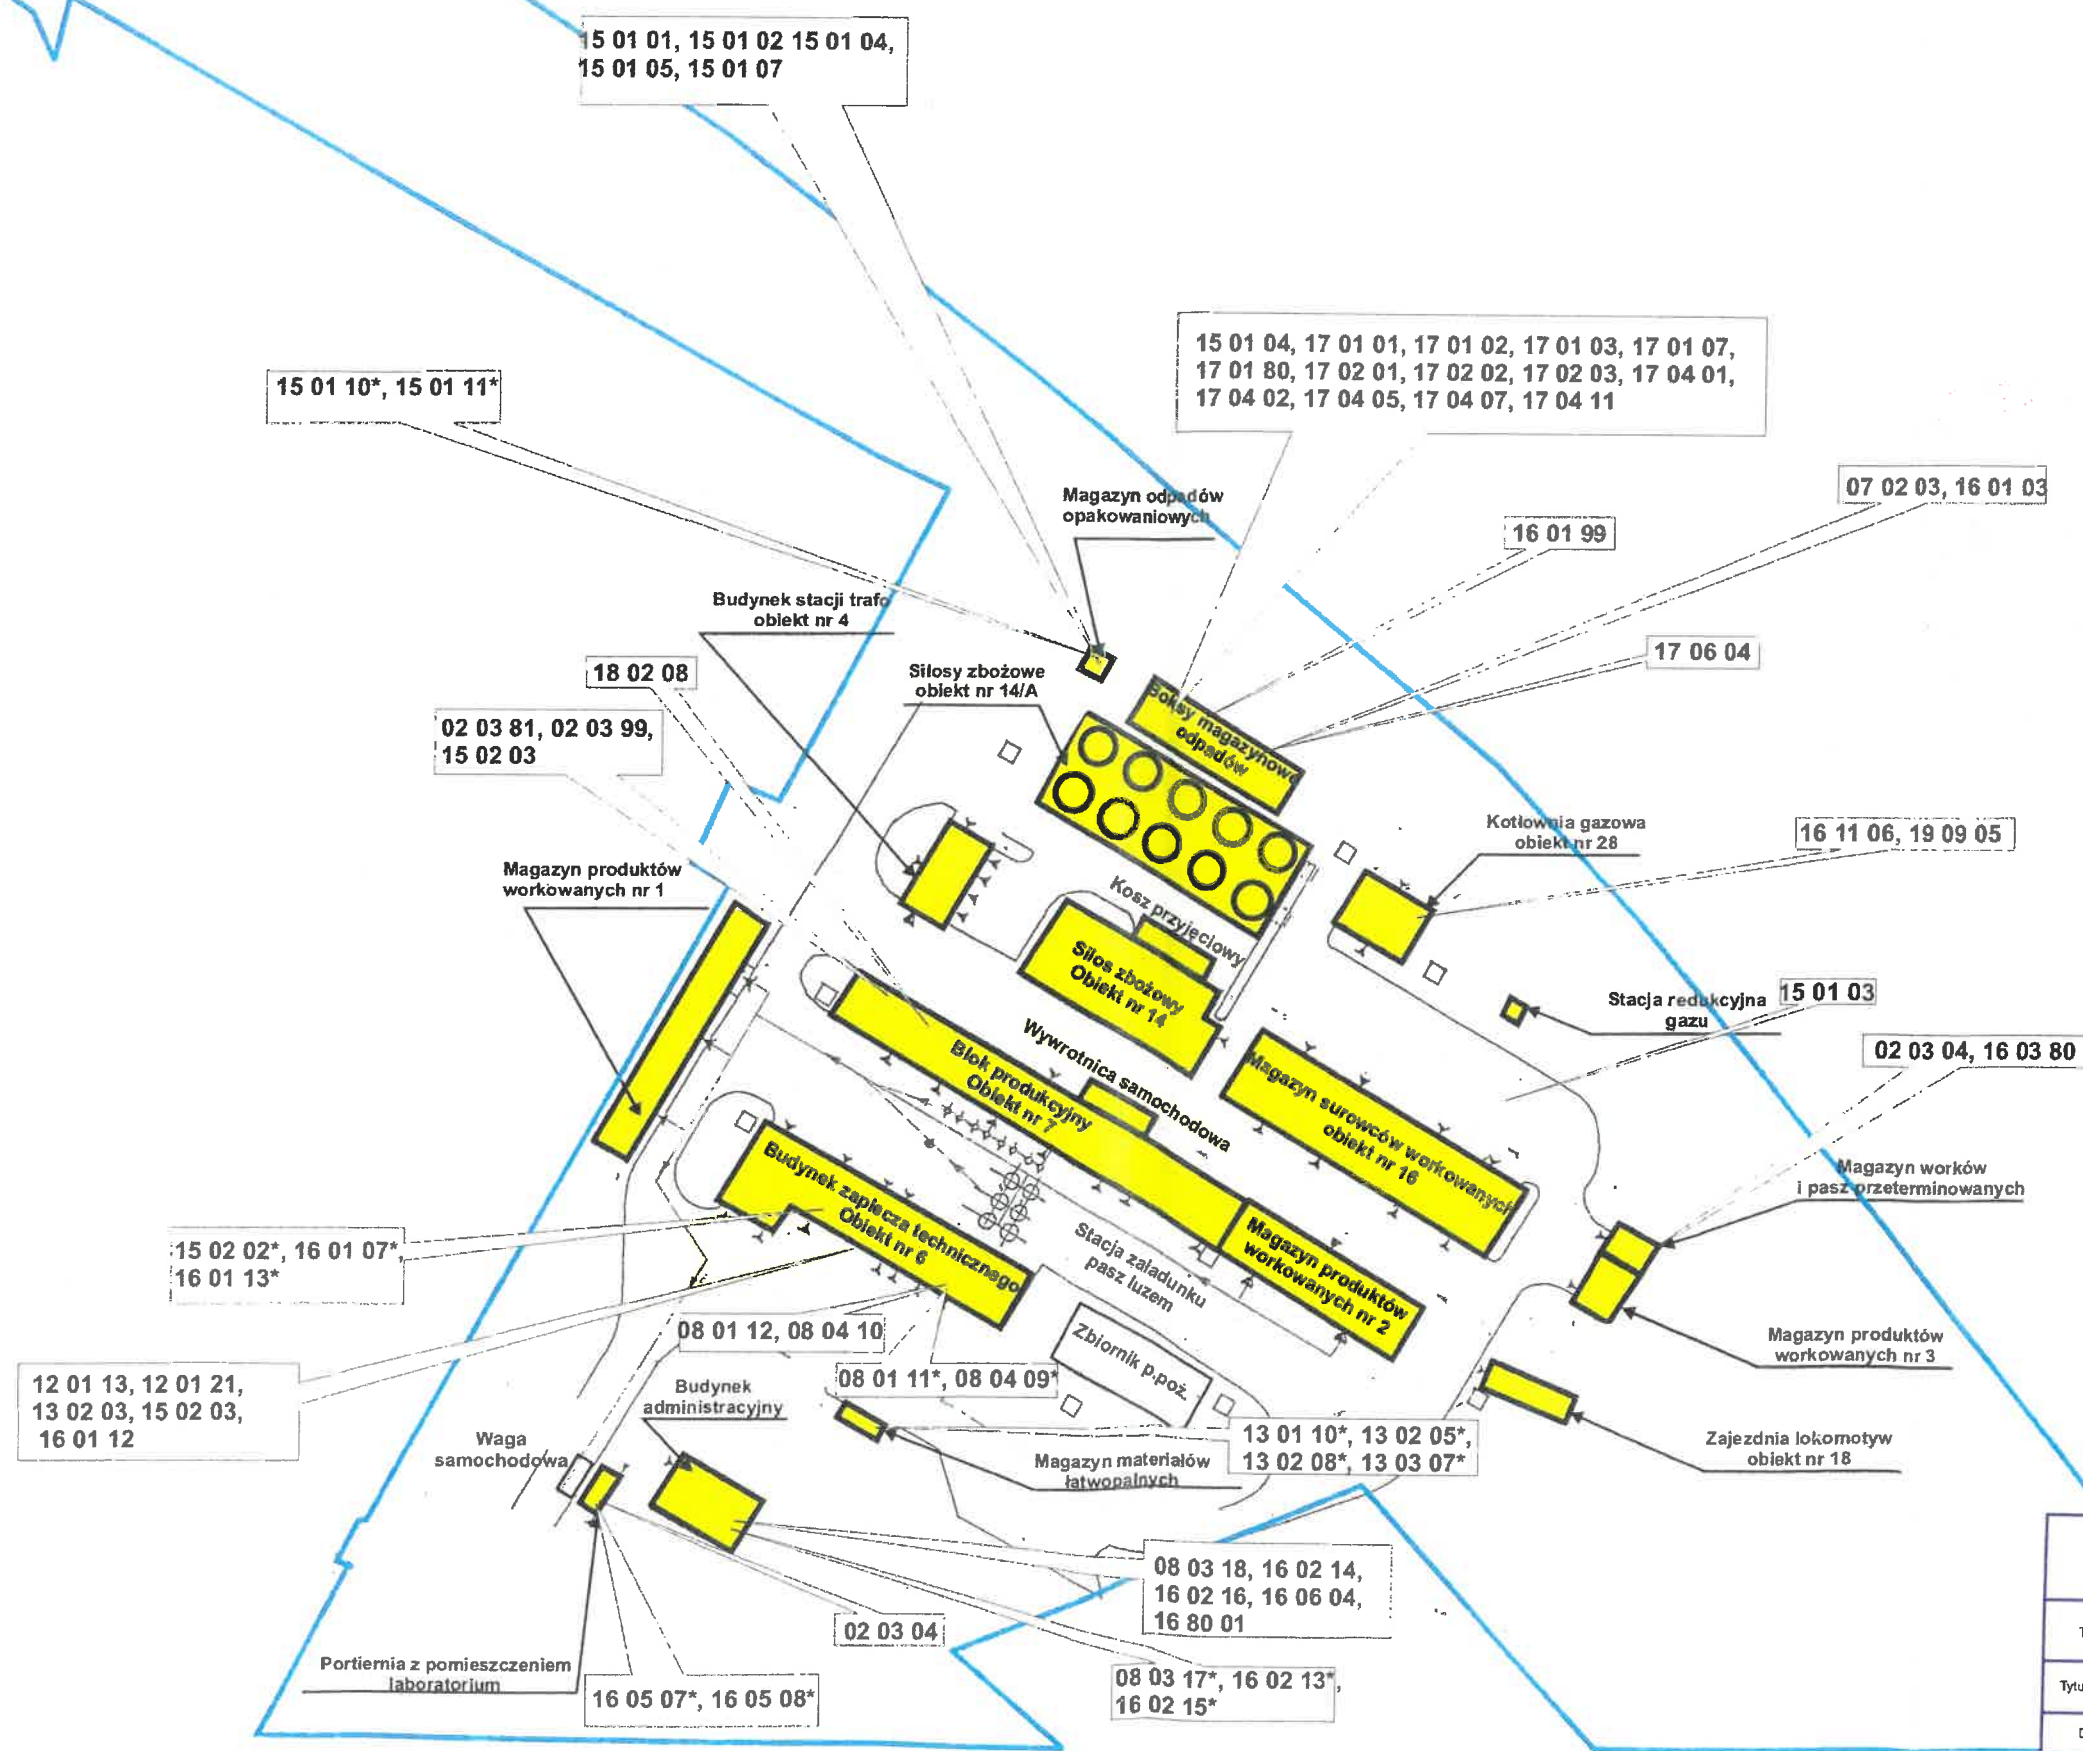 15 01 01, 15 01 02 15 01 04,
15 01 05, 15 01 07
15 01 04, 17 01 01, 17 01 02, 17 01 03, 17 01 07,
17 01 80, 17 02 01, 17 02 02, 17 02 03, 17 04 01,
17 04 02, 17 04 05, 17 04 07, 17 04 11
15 01 10*, 15 01 11*
07 02 03, 16 01 03
Magazyn odpadów
opakowaniowych
16 01 99
Budynek stacji trafo
obiekt nr 4
17 06 04
18 02 08
Silosy zbożowe
obiekt nr 14/A
Boksy magazynowe
odpadów
02 03 81, 02 03 99,
15 02 03
Kotłownia gazowa
obiekt nr 28
16 11 06, 19 09 05
Magazyn produktów
workowanych nr 1
Kosz przyjęciowy
Silos zbożowy
Obiekt nr 14
Stacja redukcyjna
gazu
15 01 03
02 03 04, 16 03 80
Wywrotnica samochodowa
Blok produkcyjny
Obiekt nr 7
Magazyn surowców workowanych
obiekt nr 16
Magazyn worków
i pasz przeterminowanych
Budynek zaplecza technicznego
Obiekt nr 6
15 02 02*, 16 01 07*,
16 01 13*
Stacja załadunku
pasz luzem
Magazyn produktów
workowanych nr 2
08 01 12, 08 04 10
Zbiornik p.poż.
Magazyn produktów
workowanych nr 3
08 01 11*, 08 04 09*
12 01 13, 12 01 21,
13 02 03, 15 02 03,
16 01 12
Budynek
administracyjny
Waga
samochodowa
13 01 10*, 13 02 05*,
13 02 08*, 13 03 07*
Magazyn materiałów
łatwopalnych
Zajezdnia lokomotyw
obiekt nr 18
08 03 18, 16 02 14,
16 02 16, 16 06 04,
16 80 01
02 03 04
Portiernia z pomieszczeniem
laboratorium
16 05 07*, 16 05 08*
08 03 17*, 16 02 13*,
16 02 15*